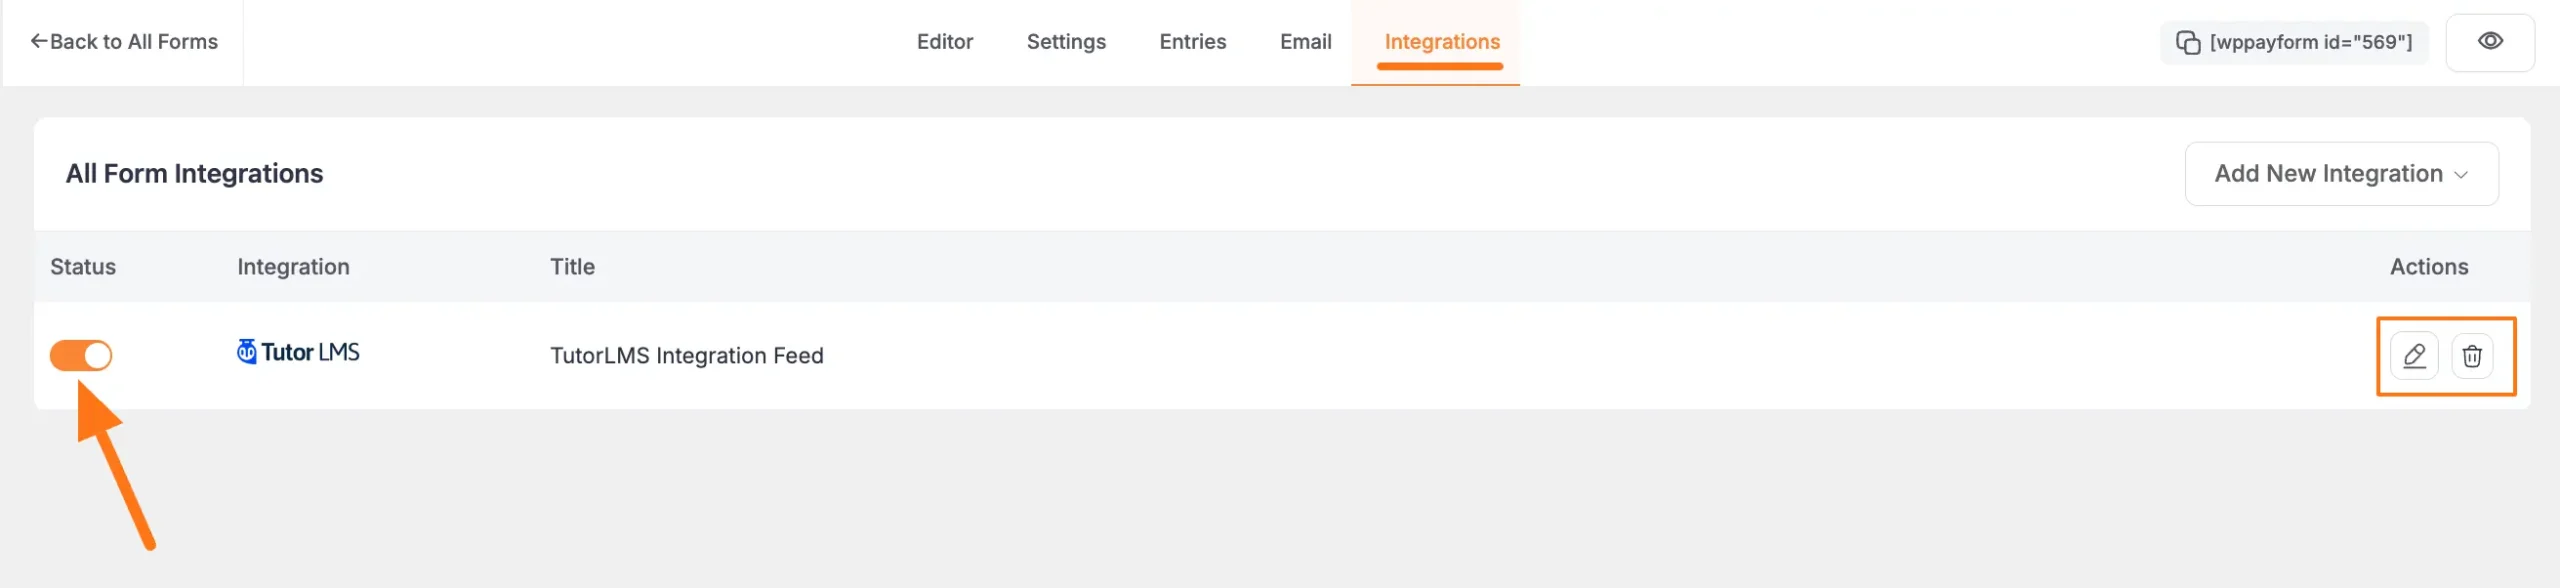 ←Back to All Forms
Editor Settings Entries Email Integrations
[wppayform id="569"]
All Form Integrations
Add New Integration
Status Integration Title Actions
Tutor LMS TutorLMS Integration Feed